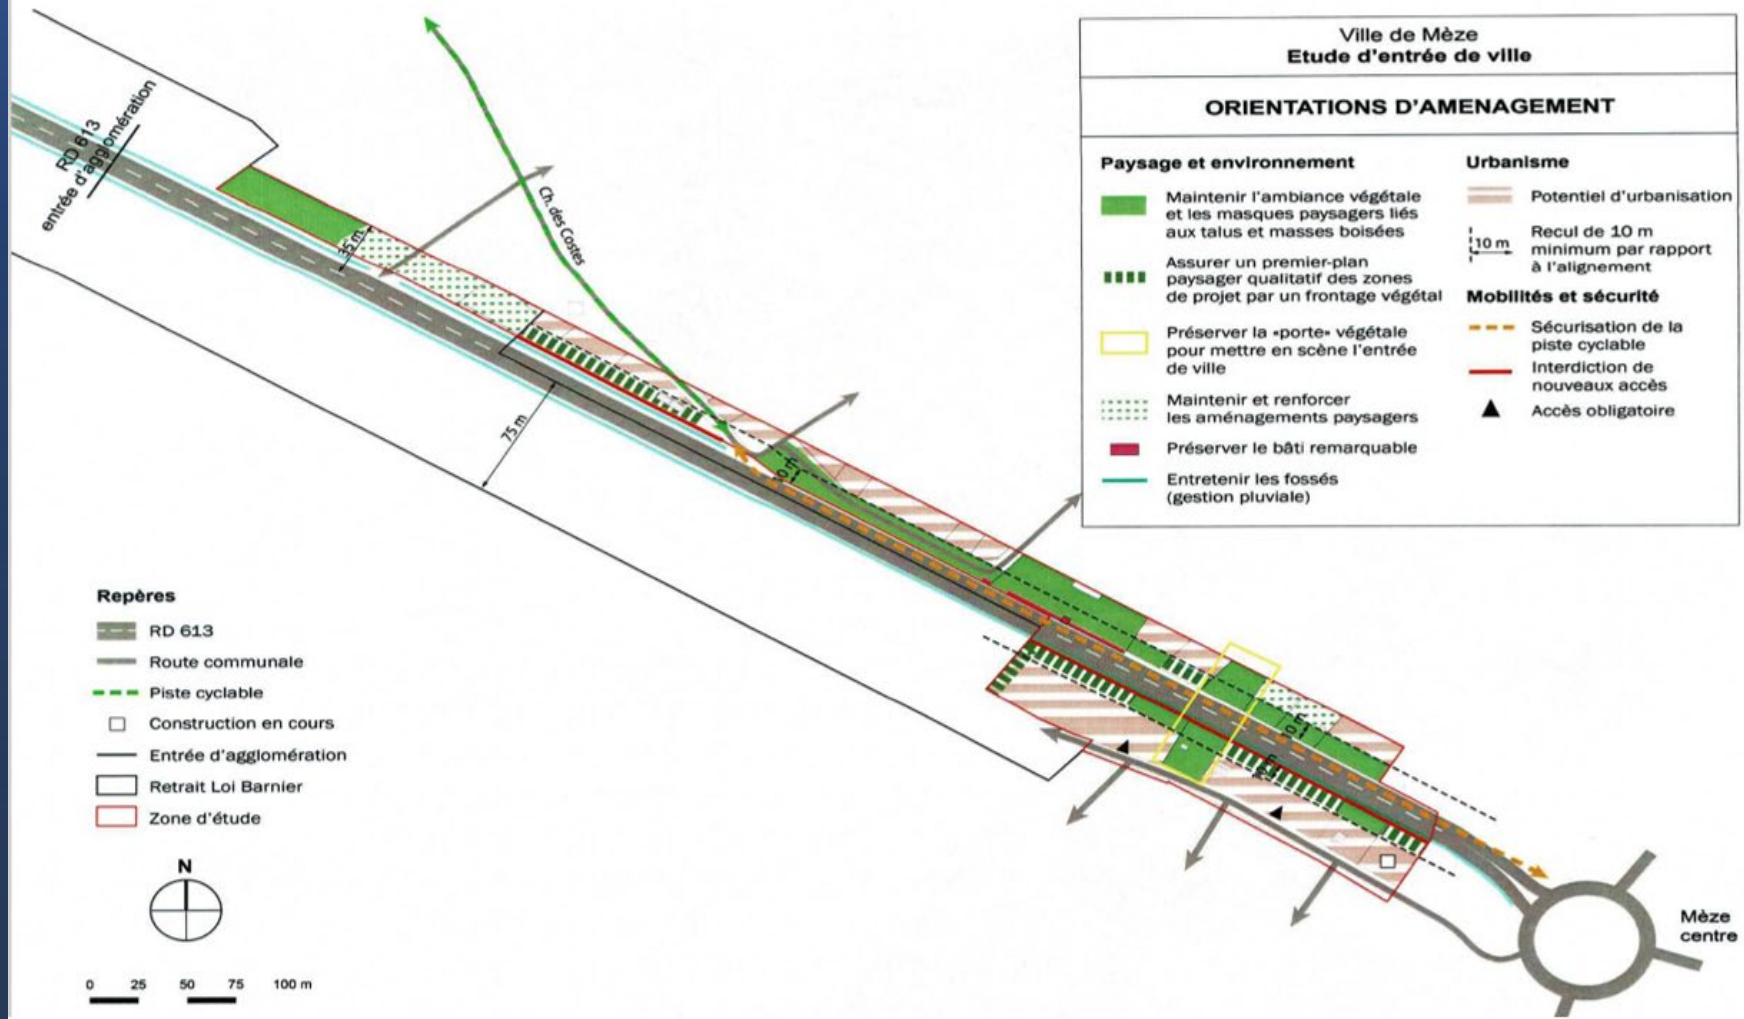 Ville de Mèze
Etude d'entrée de ville
ORIENTATIONS D'AMENAGEMENT
Paysage et environnement
Maintenir l'ambiance végétale
et les masques paysagers liés
aux talus et masses boisées
Assurer un premier-plan
paysager qualitatif des zones
de projet par un frontage végétal
Préserver la «porte» végétale
pour mettre en scène l'entrée
de ville
Maintenir et renforcer
les aménagements paysagers
Préserver le bâti remarquable
Entretenir les fossés
(gestion pluviale)
Urbanisme
Potentiel d'urbanisation
10 m
Recul de 10 m
minimum par rapport
à l'alignement
Mobilités et sécurité
Sécurisation de la
piste cyclable
Interdiction de
nouveaux accès
Accès obligatoire
RD 613
entrée d'agglomération
35 m
Ch. des Costes
75 m
10 m
10 m
10 m
Repères
RD 613
Route communale
Piste cyclable
Construction en cours
Entrée d'agglomération
Retrait Loi Barnier
Zone d'étude
N
0 25 50 75 100 m
Mèze
centre